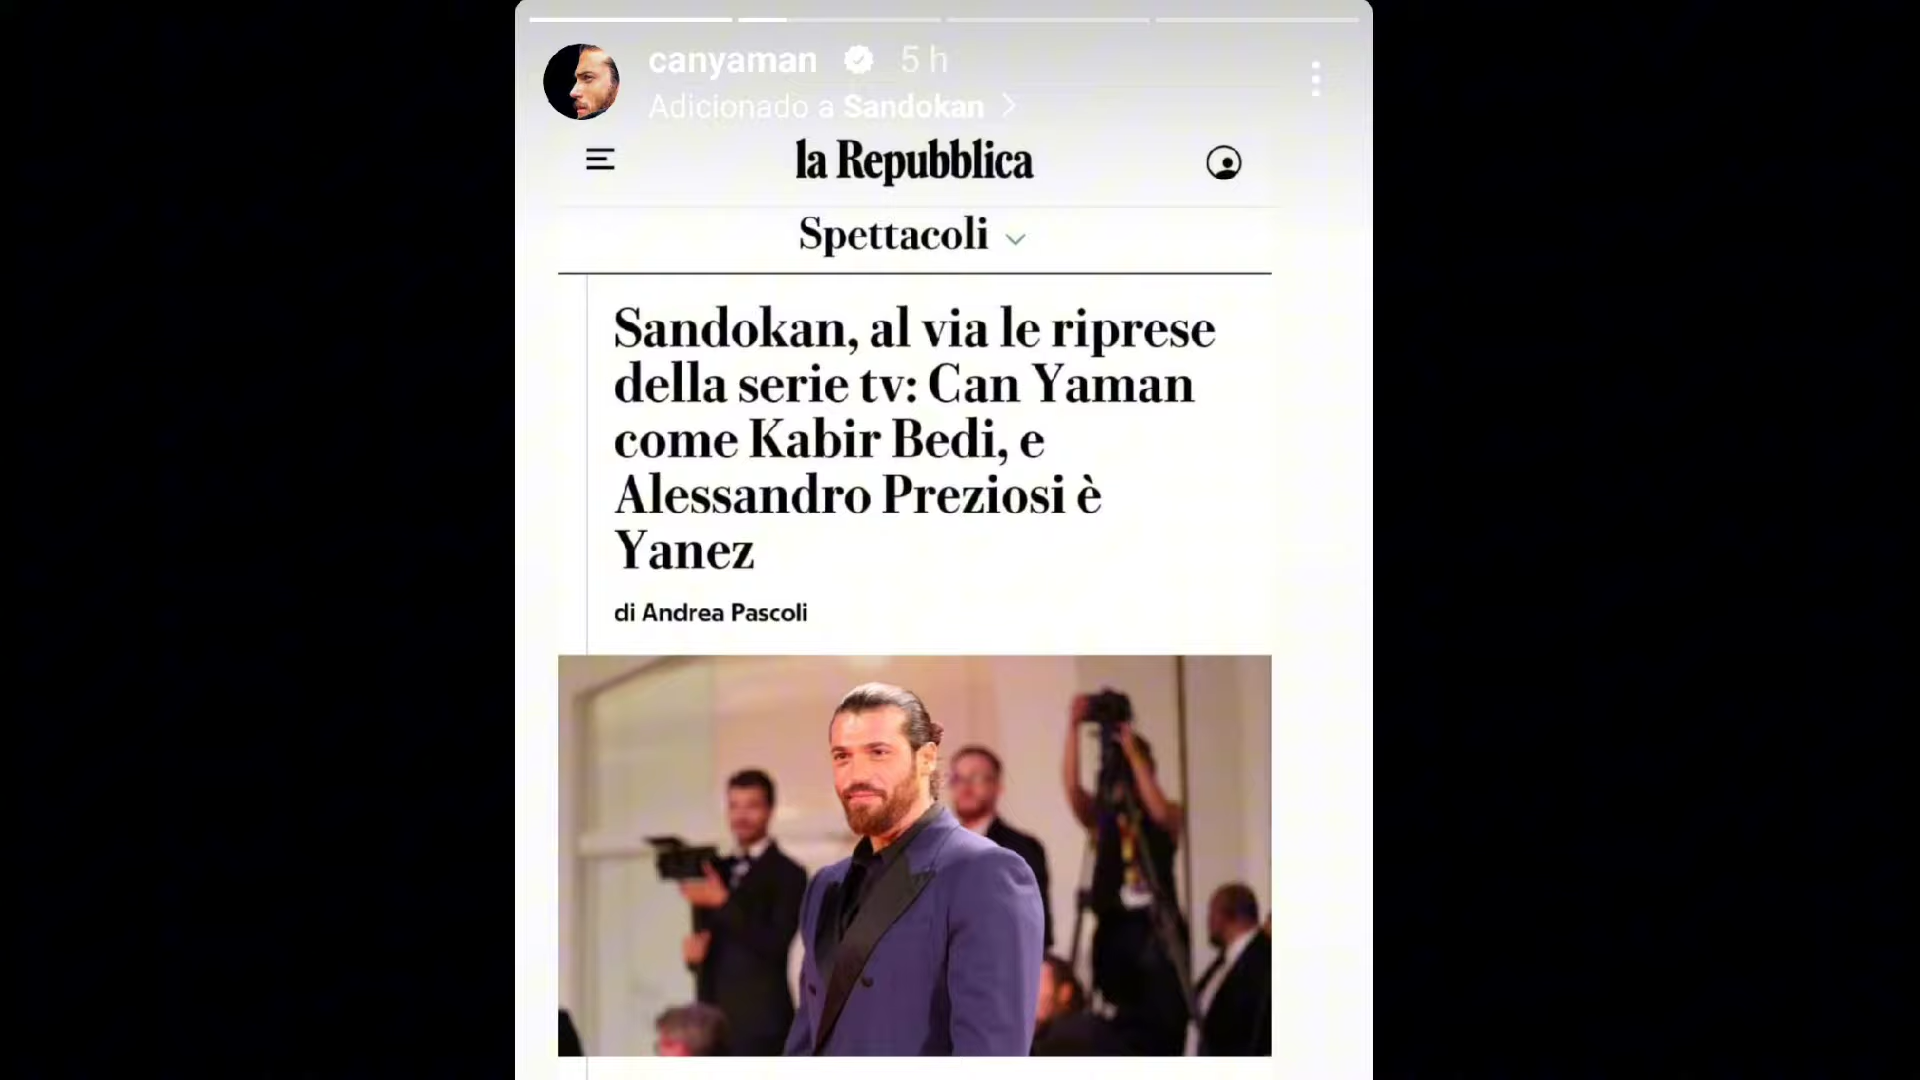 canyaman 5 h
Adicionado a Sandokan
la Repubblica
Spettacoli
Sandokan, al via le riprese
della serie tv: Can Yaman
come Kabir Bedi, e
Alessandro Preziosi è
Yanez
di Andrea Pascoli